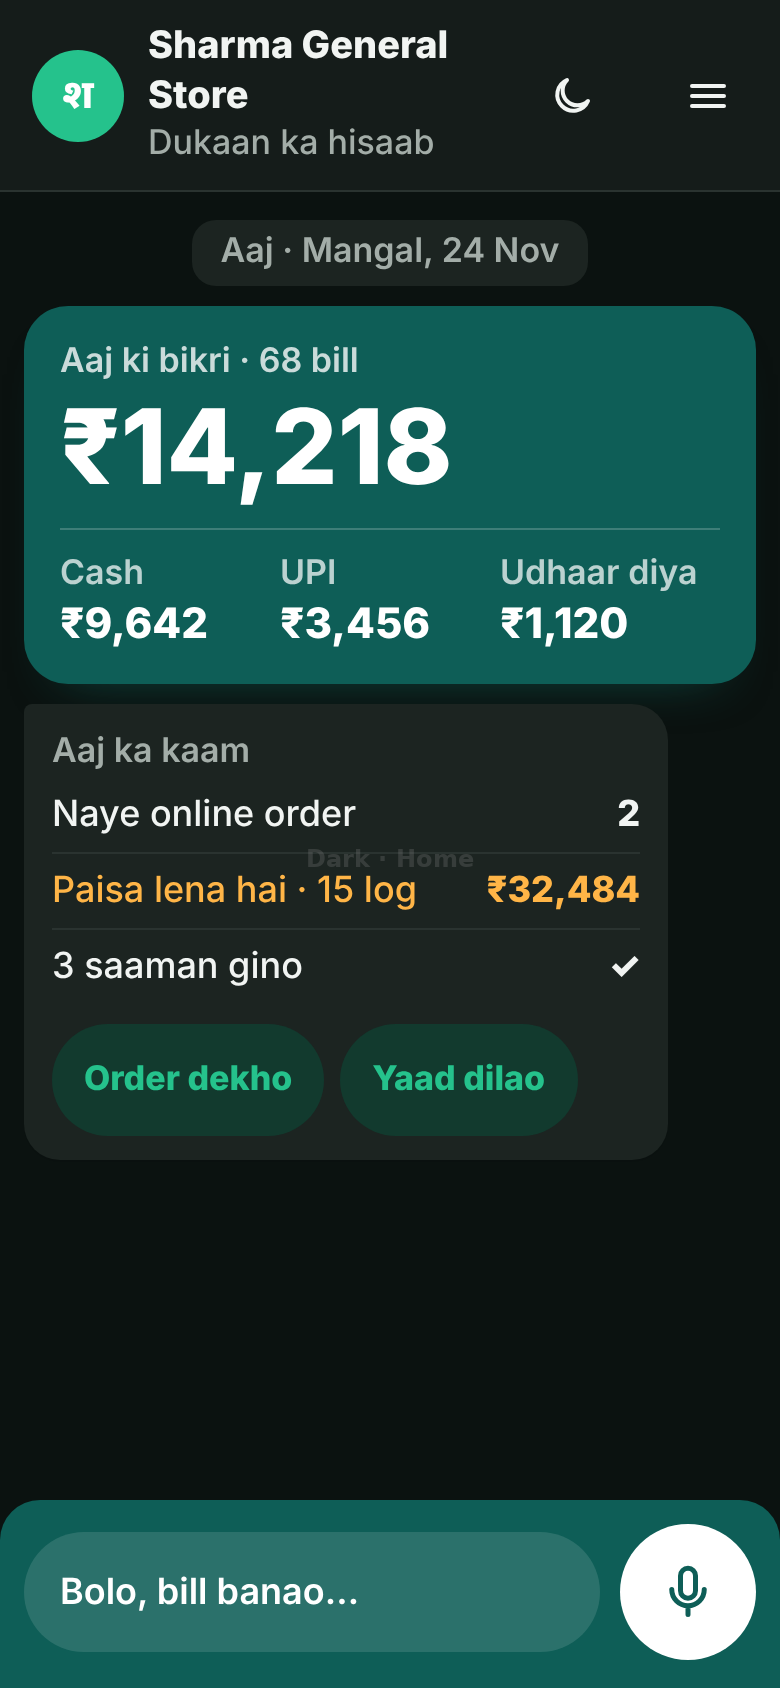 श
Sharma General
Store
Dukaan ka hisaab
Aaj · Mangal, 24 Nov
Aaj ki bikri · 68 bill
₹14,218
Cash UPI Udhaar diya
₹9,642 ₹3,456 ₹1,120
Aaj ka kaam
Naye online order 2
Dark · Home
Paisa lena hai · 15 log ₹32,484
3 saaman gino ✓
Order dekho Yaad dilao
Bolo, bill banao...